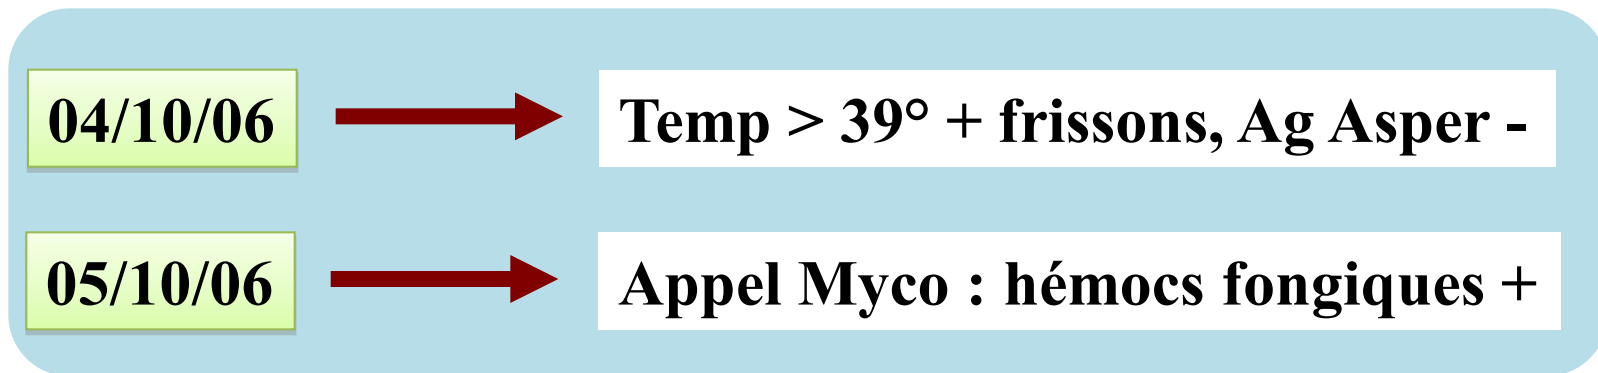 04/10/06 Temp > 39° + frissons, Ag Asper -
05/10/06 Appel Myco : hémocs fongiques +